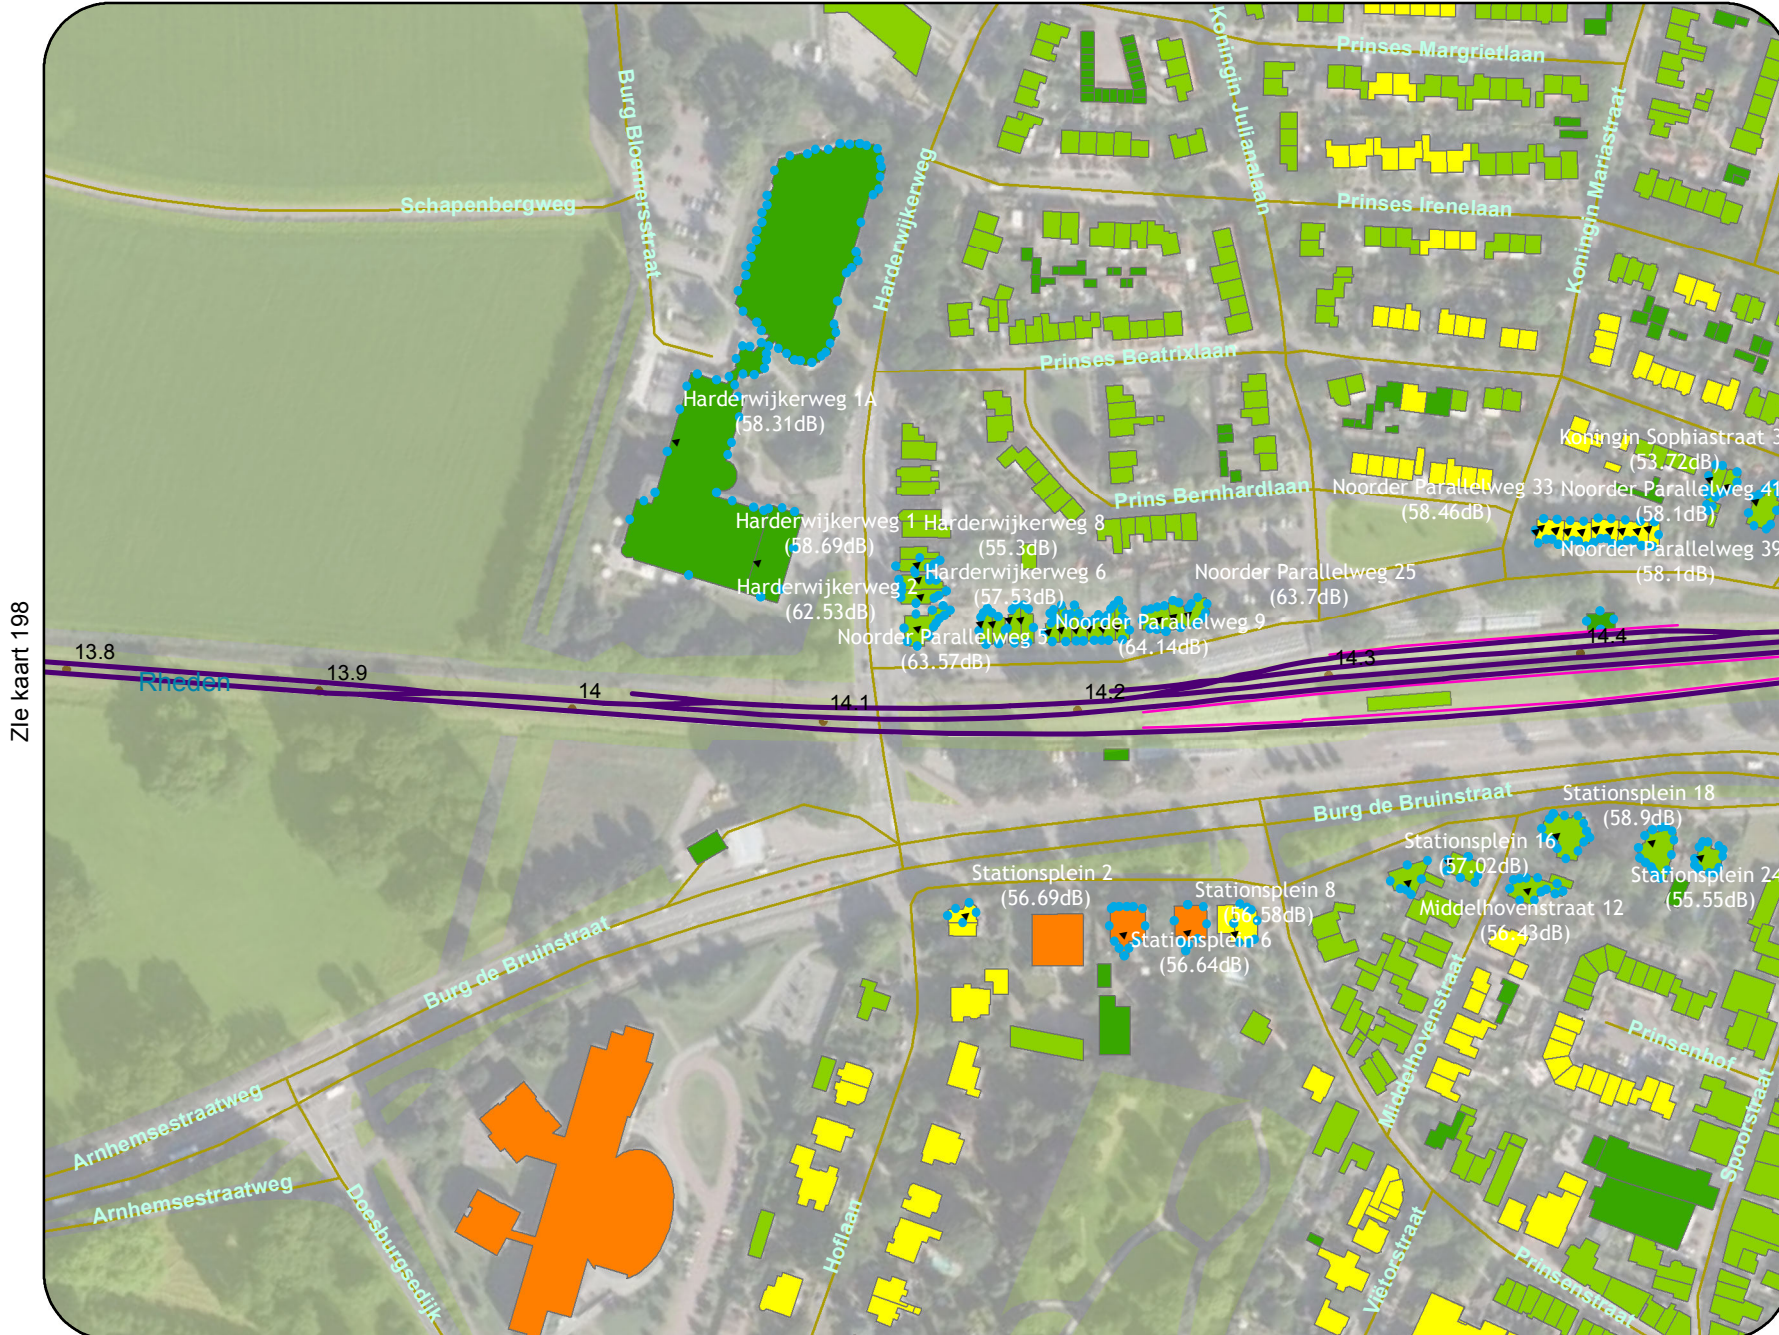 Prinses Margrietlaan
Koningin Julianalaan
Burg Bloemersstraat
Koningin Mariastraat
Harderwijkerweg
Schapenbergweg
Prinses Irenelaan
Prinses Beatrixlaan
Harderwijkerweg 1A
(58.31dB)
Koningin Sophiastraat 3
(53.72dB)
Prins Bernhardlaan
Noorder Parallelweg 33
(58.46dB)
Noorder Parallelweg 41
(58.1dB)
Harderwijkerweg 1
(58.69dB)
Harderwijkerweg 8
(55.3dB)
Noorder Parallelweg 39
(58.1dB)
Harderwijkerweg 2
(62.53dB)
Harderwijkerweg 6
(57.53dB)
Noorder Parallelweg 25
(63.7dB)
Noorder Parallelweg 5
(63.57dB)
Noorder Parallelweg 9
(64.14dB)
ZIe kaart 198
13.8
13.9
14
14.1
14.2
14.3
14.4
Rheden
Burg de Bruinstraat
Stationsplein 18
(58.9dB)
Stationsplein 16
(57.02dB)
Stationsplein 2
(56.69dB)
Stationsplein 8
(56.58dB)
Stationsplein 24
(55.55dB)
Middelhovenstraat 12
(56.43dB)
Stationsplein 6
(56.64dB)
Burg de Bruinstraat
Middelhovenstraat
Prinsenhof
Arnhemsestraatweg
Spoorstraat
Arnhemsestraatweg
Doesburgsedijk
Hoflaan
Viëtorstraat
Prinsenstraat